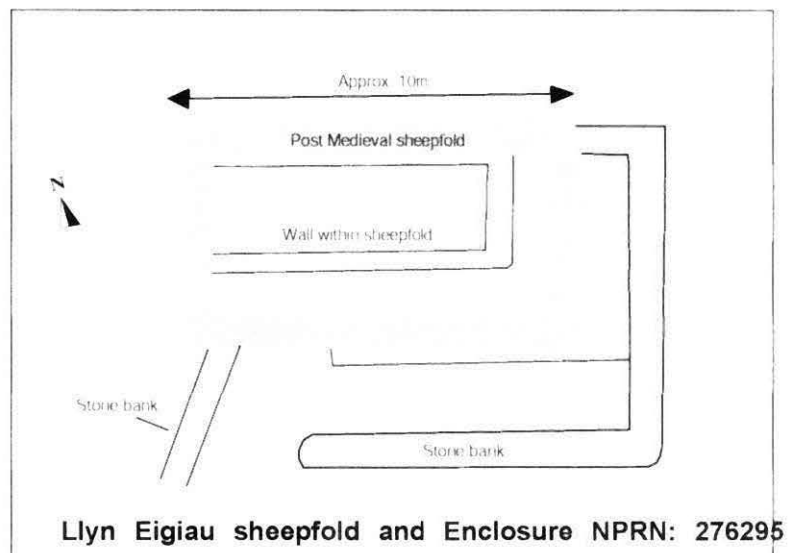 Approx. 10m
Post Medieval sheepfold
N
Wall within sheepfold
Stone bank
Stone bank
Llyn Eigiau sheepfold and Enclosure NPRN: 276295